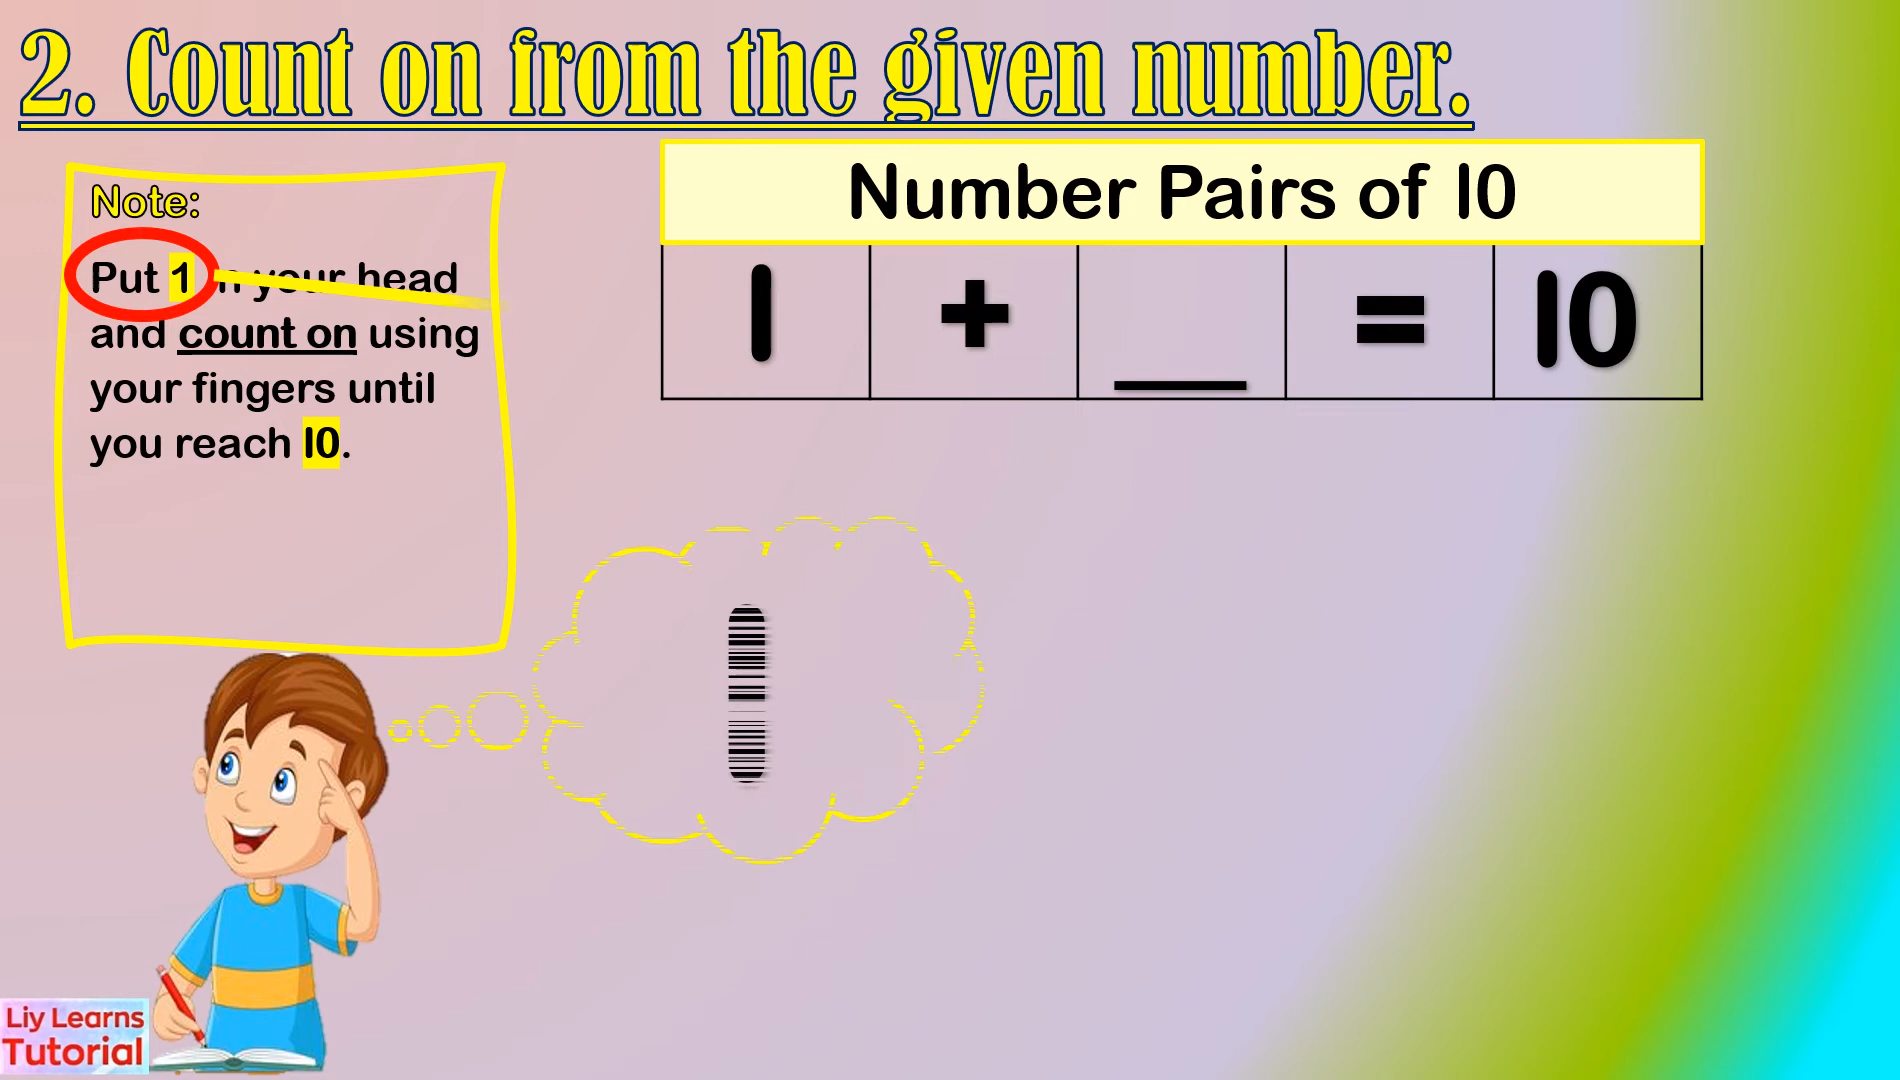 2. Count on from the given number.
Number Pairs of 10
Note:
Put 1 in your head
and count on using
your fingers until
you reach 10.
1 + ___ = 10
1
Liy Learns
Tutorial